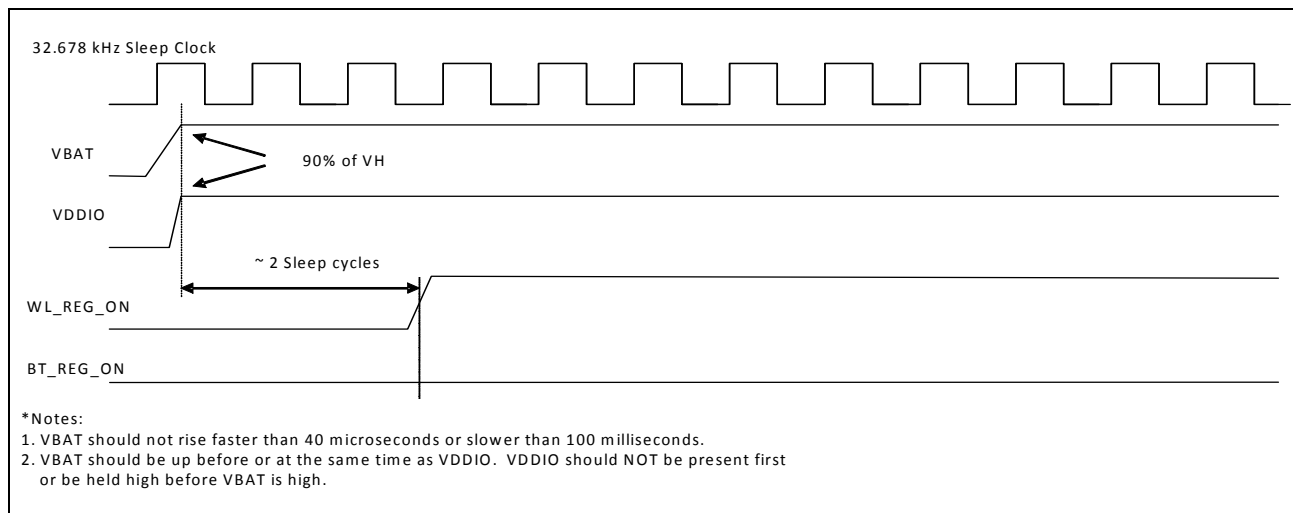 32.678 kHz Sleep Clock
VBAT
90% of VH
VDDIO
~ 2 Sleep cycles
WL_REG_ON
BT_REG_ON
*Notes:
1. VBAT should not rise faster than 40 microseconds or slower than 100 milliseconds.
2. VBAT should be up before or at the same time as VDDIO. VDDIO should NOT be present first
or be held high before VBAT is high.